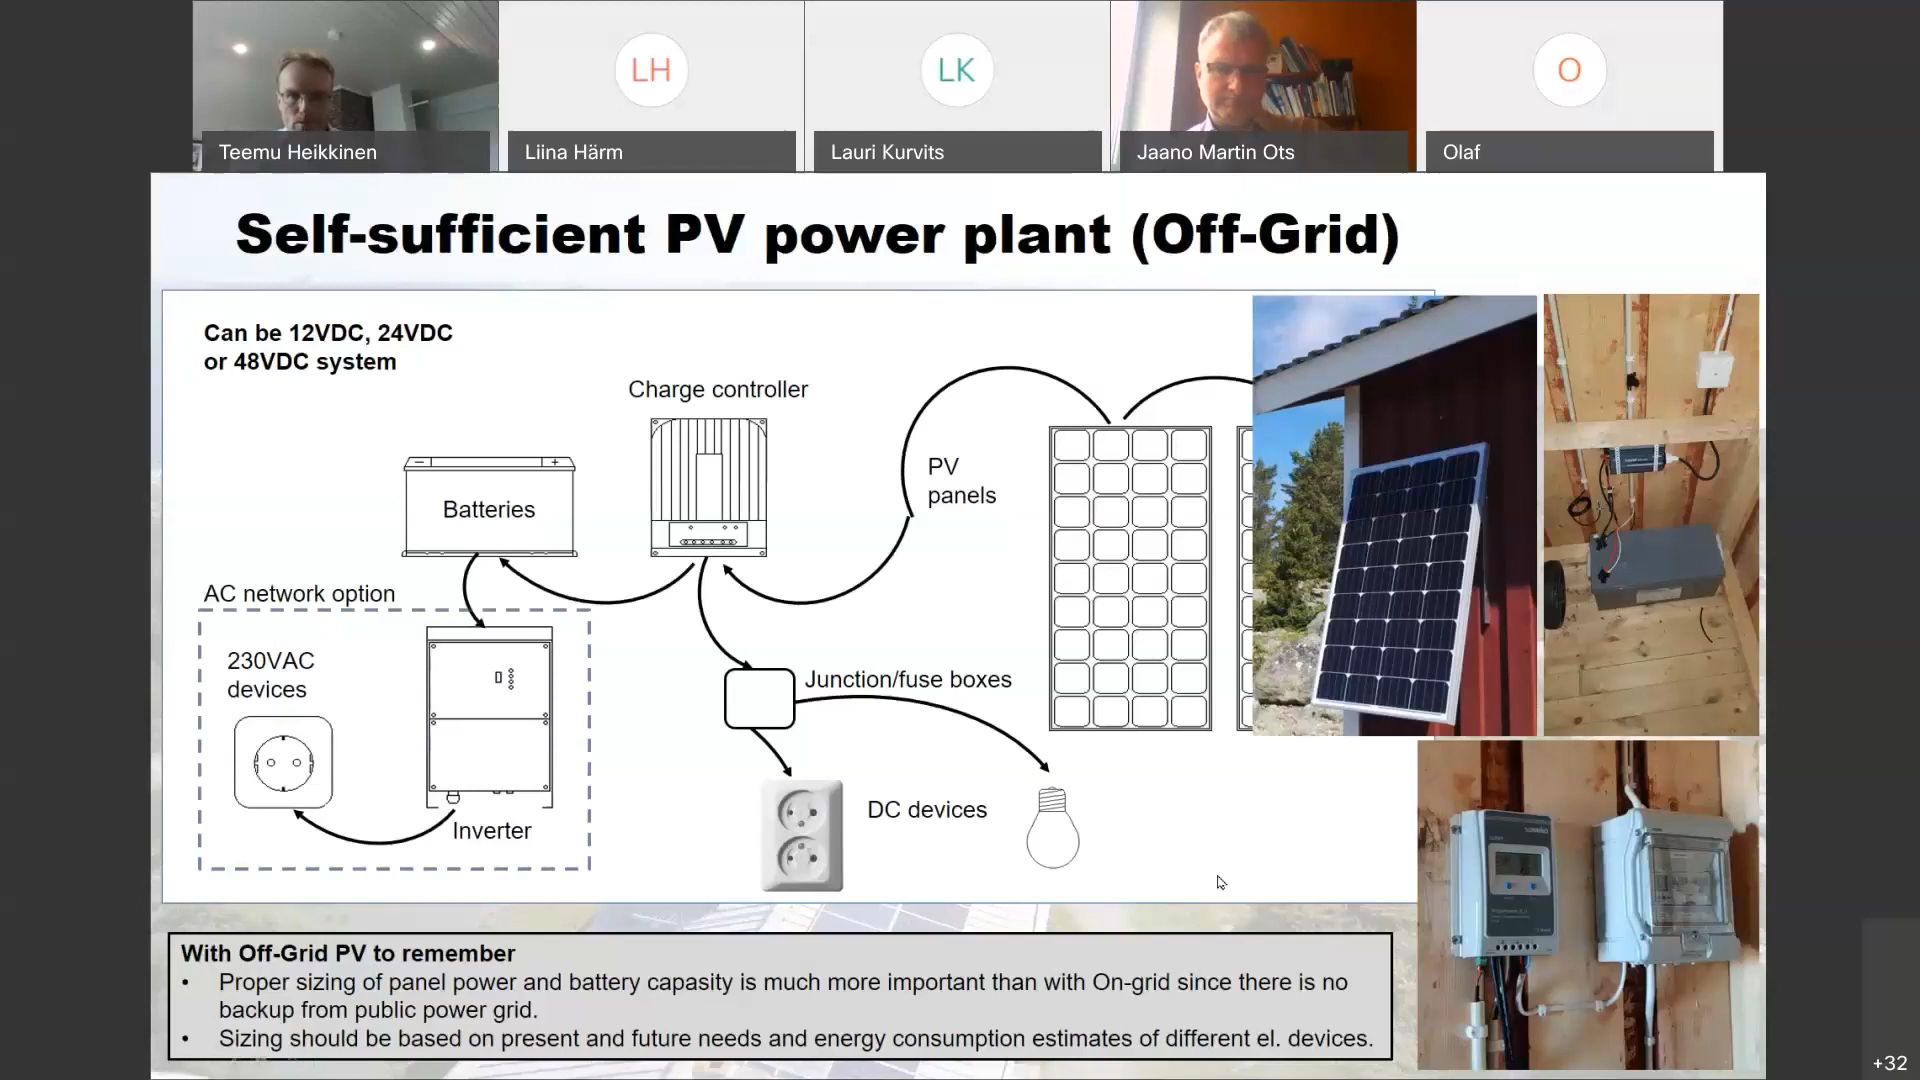 LH
LK
O
Teemu Heikkinen
Liina Härm
Lauri Kurvits
Jaano Martin Ots
Olaf
Self-sufficient PV power plant (Off-Grid)
Can be 12VDC, 24VDC
or 48VDC system
Charge controller
PV
panels
Batteries
AC network option
230VAC
devices
Junction/fuse boxes
Inverter
DC devices
With Off-Grid PV to remember
• Proper sizing of panel power and battery capasity is much more important than with On-grid since there is no
backup from public power grid.
• Sizing should be based on present and future needs and energy consumption estimates of different el. devices.
+32